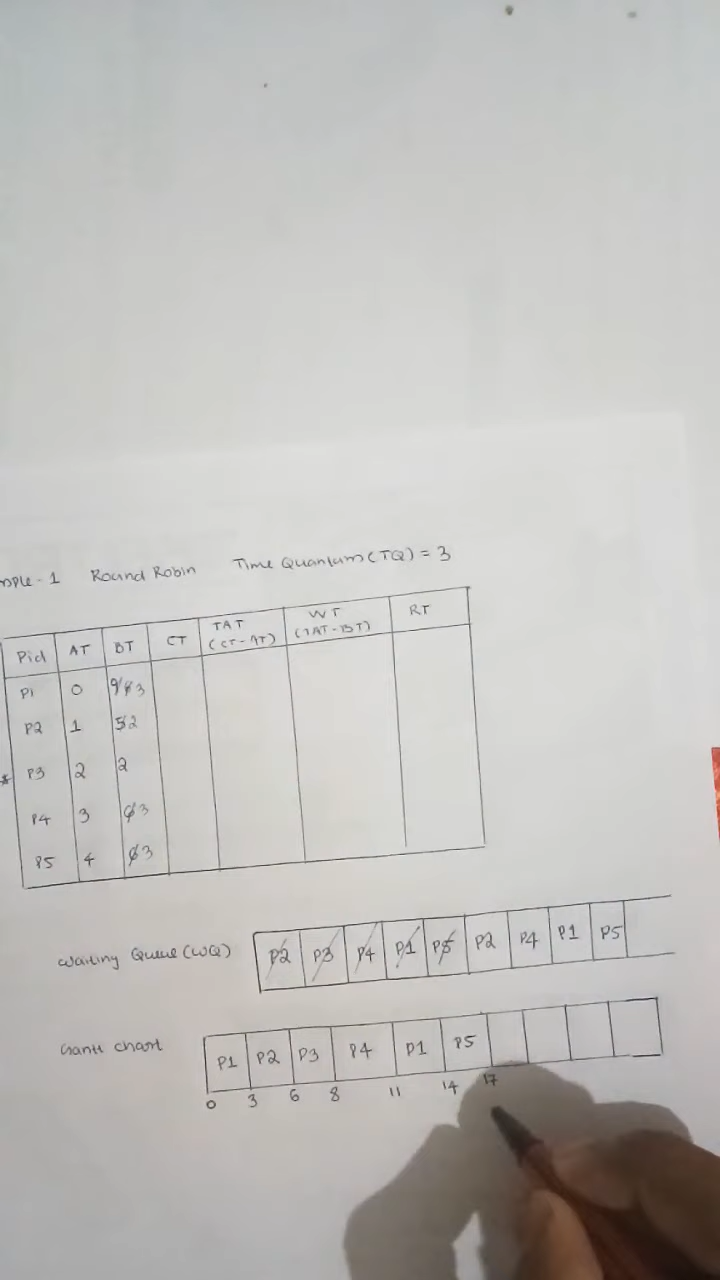 mple-1 Round Robin Time Quantum (TQ) = 3
Pid AT BT CT TAT (CT-AT) WT (TAT-BT) RT
P1 0 9 6 3
P2 1 5 2
* P3 2 2
P4 3 6 3
P5 4 6 3
Waiting Queue (WQ) P2 P3 P4 P1 P5 P2 P4 P1 P5
Gantt chart P1 P2 P3 P4 P1 P5
0 3 6 8 11 14 17